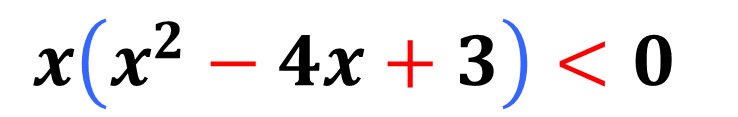 x(x² − 4x + 3) < 0